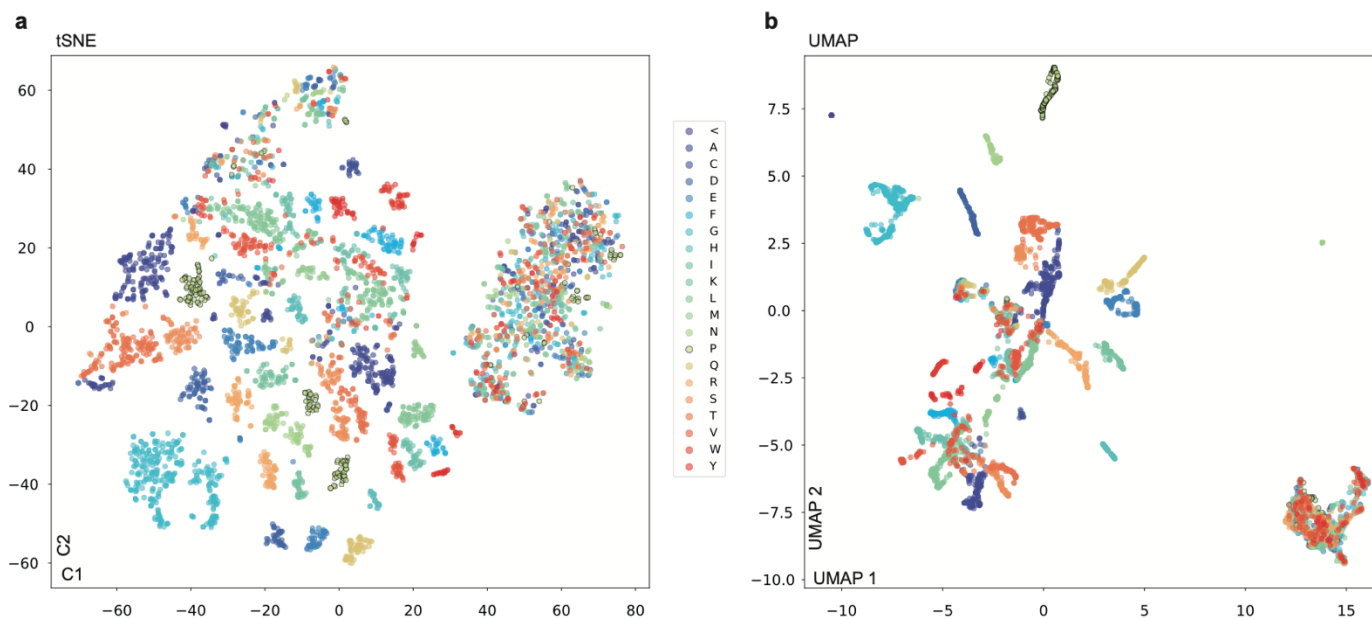 a
tSNE
60
40
20
0
−20
−40
−60
C2
C1
−60
−40
−20
0
20
40
60
80
<
A
C
D
E
F
G
H
I
K
L
M
N
P
Q
R
S
T
V
W
Y
b
UMAP
7.5
5.0
2.5
0.0
−2.5
−5.0
−7.5
−10.0
UMAP 2
UMAP 1
−10
−5
0
5
10
15